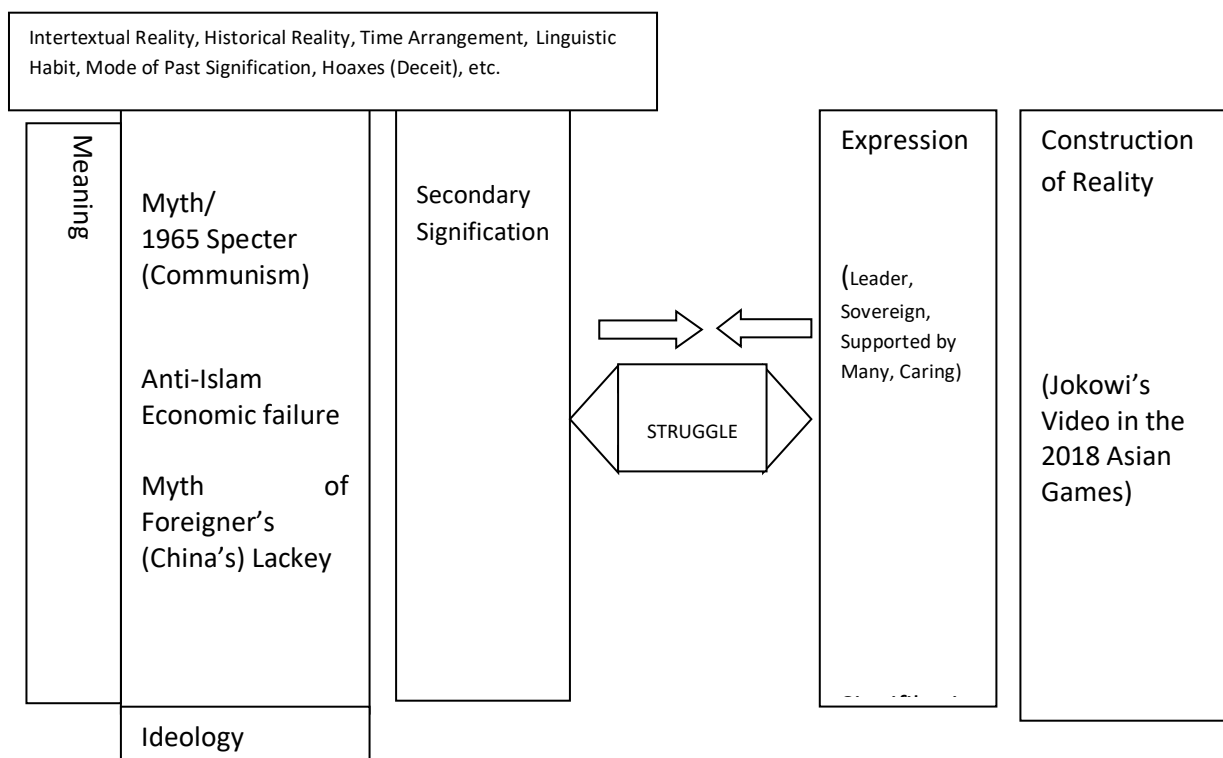 Intertextual Reality, Historical Reality, Time Arrangement, Linguistic
Habit, Mode of Past Signification, Hoaxes (Deceit), etc.
Meaning
Myth/
1965 Specter
(Communism)
Anti-Islam
Economic failure
Myth of
Foreigner’s
(China’s) Lackey
Ideology
Secondary
Signification
STRUGGLE
Expression
(Leader,
Sovereign,
Supported by
Many, Caring)
Construction
of Reality
(Jokowi’s
Video in the
2018 Asian
Games)